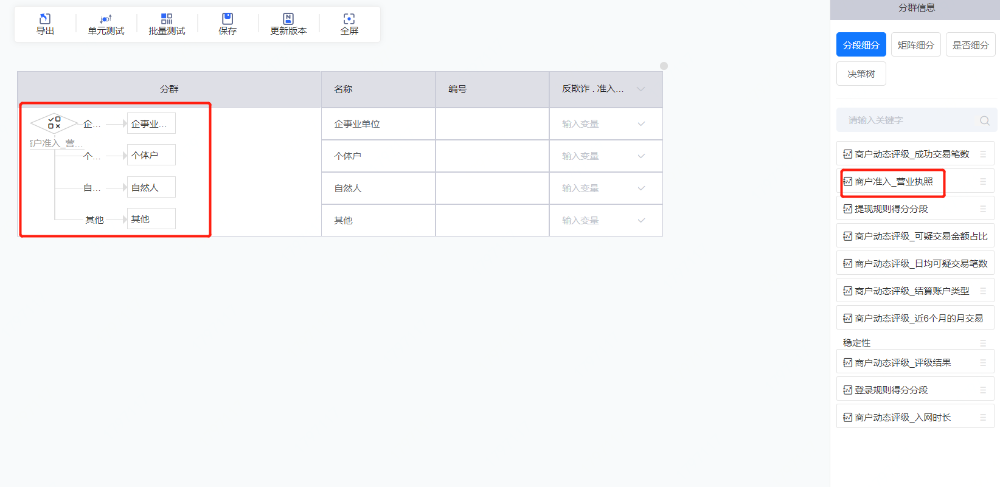 导出
单元测试
批量测试
保存
更新版本
全屏
分群 名称 编号 反欺诈 . 准入...
企... 企事业... 企事业单位 输入变量
商户准入_营...
个... 个体户 个体户 输入变量
自... 自然人 自然人 输入变量
其他 其他 其他 输入变量
分群信息
分段细分 矩阵细分 是否细分
决策树
请输入关键字
商户动态评级_成功交易笔数
商户准入_营业执照
提现规则得分分段
商户动态评级_可疑交易金额占比
商户动态评级_日均可疑交易笔数
商户动态评级_结算账户类型
商户动态评级_近6个月的月交易
稳定性
商户动态评级_评级结果
登录规则得分分段
商户动态评级_入网时长